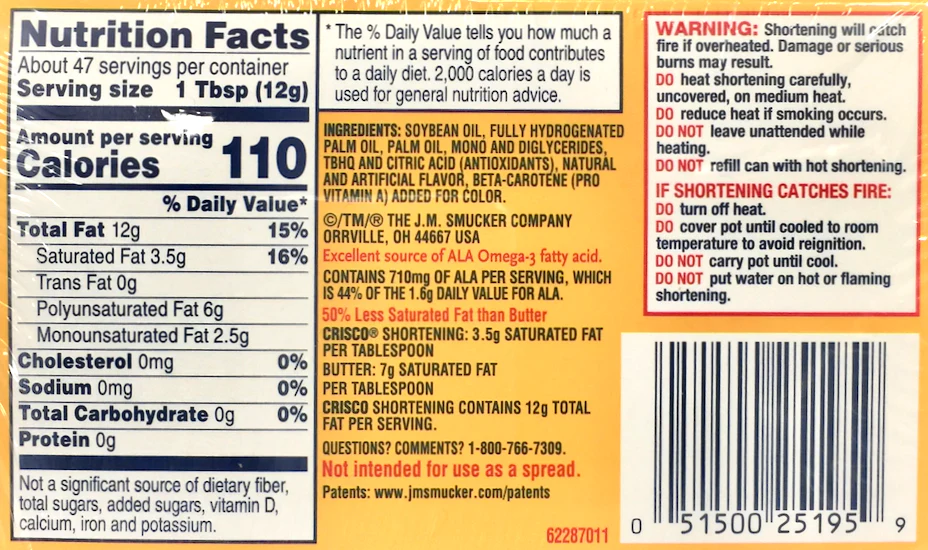 Nutrition Facts
About 47 servings per container
Serving size 1 Tbsp (12g)
Amount per serving
Calories 110
% Daily Value*
Total Fat 12g 15%
Saturated Fat 3.5g 16%
Trans Fat 0g
Polyunsaturated Fat 6g
Monounsaturated Fat 2.5g
Cholesterol 0mg 0%
Sodium 0mg 0%
Total Carbohydrate 0g 0%
Protein 0g
Not a significant source of dietary fiber,
total sugars, added sugars, vitamin D,
calcium, iron and potassium.
* The % Daily Value tells you how much a
nutrient in a serving of food contributes
to a daily diet. 2,000 calories a day is
used for general nutrition advice.
INGREDIENTS: SOYBEAN OIL, FULLY HYDROGENATED
PALM OIL, PALM OIL, MONO AND DIGLYCERIDES,
TBHQ AND CITRIC ACID (ANTIOXIDANTS), NATURAL
AND ARTIFICIAL FLAVOR, BETA-CAROTENE (PRO
VITAMIN A) ADDED FOR COLOR.
©/TM/® THE J.M. SMUCKER COMPANY
ORRVILLE, OH 44667 USA
Excellent source of ALA Omega-3 fatty acid.
CONTAINS 710mg OF ALA PER SERVING, WHICH
IS 44% OF THE 1.6g DAILY VALUE FOR ALA.
50% Less Saturated Fat than Butter
CRISCO® SHORTENING: 3.5g SATURATED FAT
PER TABLESPOON
BUTTER: 7g SATURATED FAT
PER TABLESPOON
CRISCO SHORTENING CONTAINS 12g TOTAL
FAT PER SERVING.
QUESTIONS? COMMENTS? 1-800-766-7309.
Not intended for use as a spread.
Patents: www.jmsmucker.com/patents
62287011
WARNING: Shortening will catch
fire if overheated. Damage or serious
burns may result.
DO heat shortening carefully,
uncovered, on medium heat.
DO reduce heat if smoking occurs.
DO NOT leave unattended while
heating.
DO NOT refill can with hot shortening.
IF SHORTENING CATCHES FIRE:
DO turn off heat.
DO cover pot until cooled to room
temperature to avoid reignition.
DO NOT carry pot until cool.
DO NOT put water on hot or flaming
shortening.
0 51500 25195 9